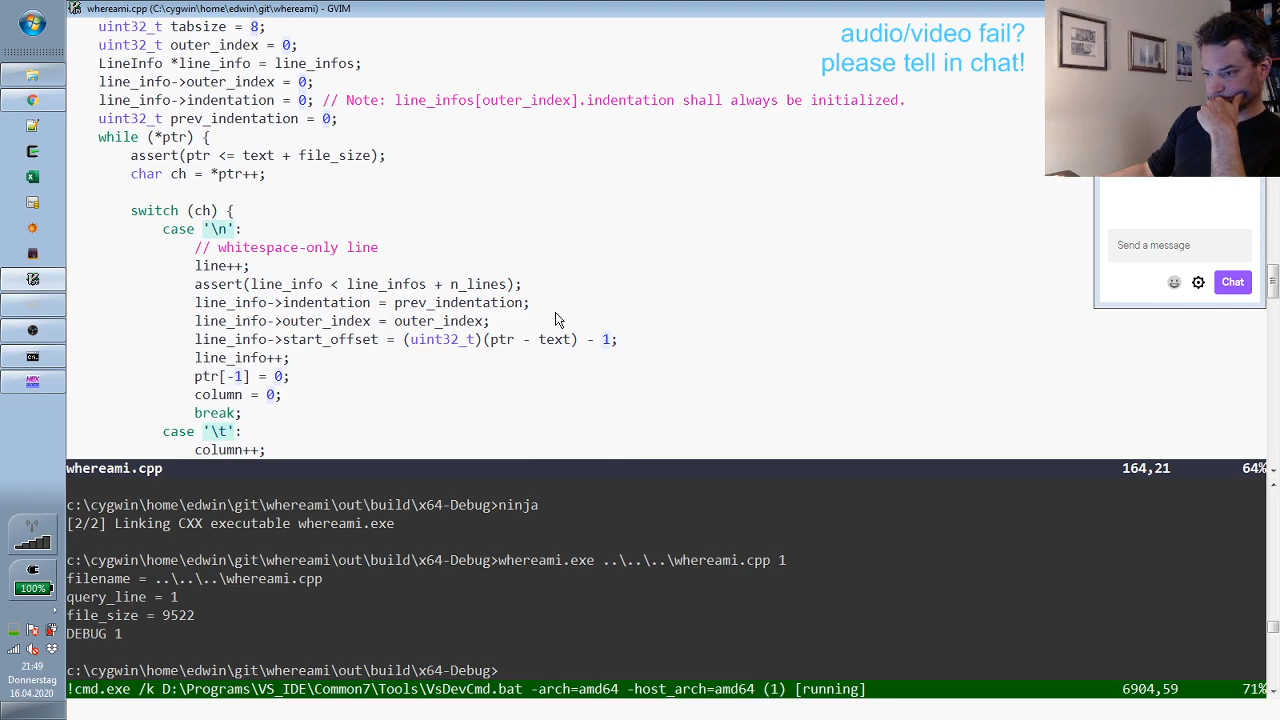 whereami.cpp (C:\cygwin\home\edwin\git\whereami) - GVIM
uint32_t tabsize = 8;
uint32_t outer_index = 0;
LineInfo *line_info = line_infos;
line_info->outer_index = 0;
line_info->indentation = 0; // Note: line_infos[outer_index].indentation shall always be initialized.
uint32_t prev_indentation = 0;
while (*ptr) {
assert(ptr <= text + file_size);
char ch = *ptr++;
switch (ch) {
case '\n':
// whitespace-only line
line++;
assert(line_info < line_infos + n_lines);
line_info->indentation = prev_indentation;
line_info->outer_index = outer_index;
line_info->start_offset = (uint32_t)(ptr - text) - 1;
line_info++;
ptr[-1] = 0;
column = 0;
break;
case '\t':
column++;
audio/video fail?
please tell in chat!
Send a message
Chat
whereami.cpp 164,21 64%
c:\cygwin\home\edwin\git\whereami\out\build\x64-Debug>ninja
[2/2] Linking CXX executable whereami.exe
c:\cygwin\home\edwin\git\whereami\out\build\x64-Debug>whereami.exe ..\..\..\whereami.cpp 1
filename = ..\..\..\whereami.cpp
query_line = 1
file_size = 9522
DEBUG 1
c:\cygwin\home\edwin\git\whereami\out\build\x64-Debug>
!cmd.exe /k D:\Programs\VS_IDE\Common7\Tools\VsDevCmd.bat -arch=amd64 -host_arch=amd64 (1) [running] 6904,59 71%
HEX
100%
21:49
Donnerstag
16.04.2020